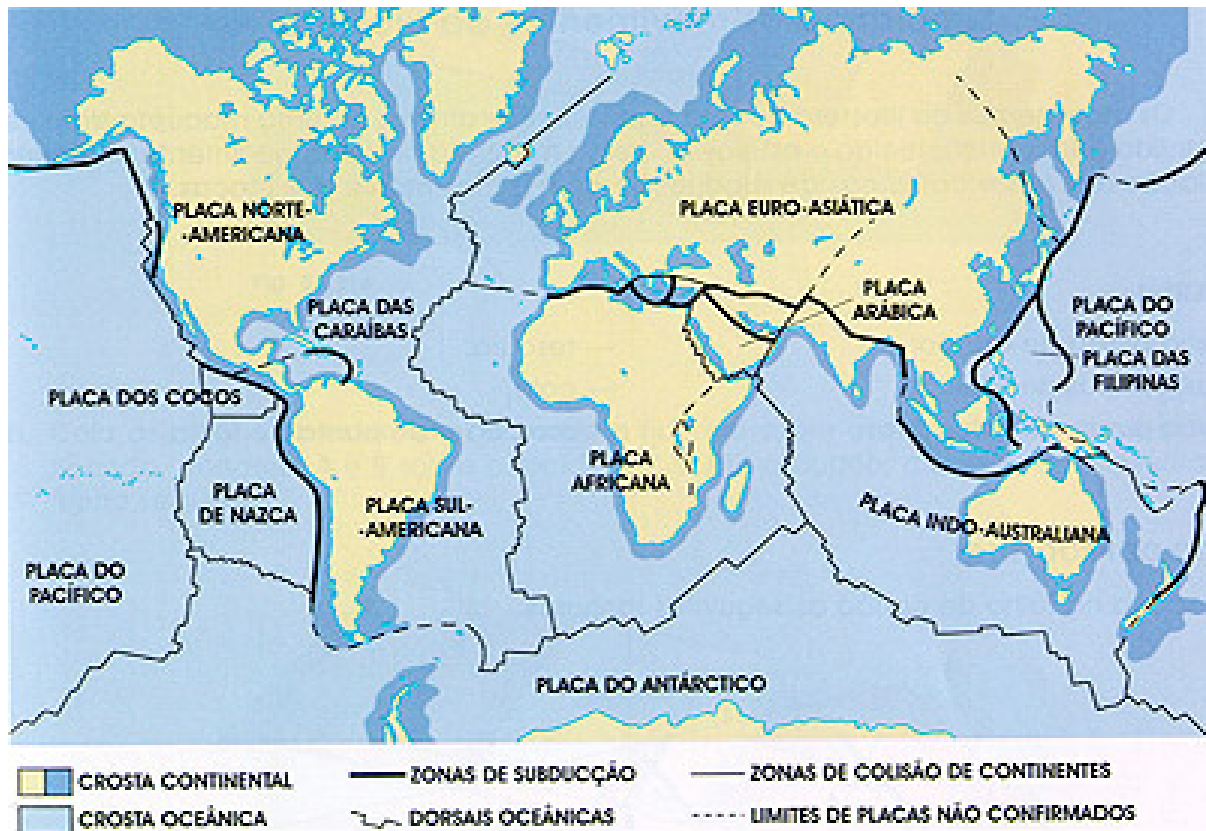 PLACA NORTE-
-AMERICANA
PLACA EURO-ASIÁTICA
PLACA DAS
CARAÍBAS
PLACA
ARÁBICA
PLACA DO
PACÍFICO
PLACA DAS
FILIPINAS
PLACA DOS COCOS
PLACA
DE NAZCA
PLACA SUL-
-AMERICANA
PLACA
AFRICANA
PLACA INDO-AUSTRALIANA
PLACA DO
PACÍFICO
PLACA DO ANTÁRCTICO
CROSTA CONTINENTAL
ZONAS DE SUBDUCÇÃO
ZONAS DE COLISÃO DE CONTINENTES
CROSTA OCEÂNICA
DORSAIS OCEÂNICAS
LIMITES DE PLACAS NÃO CONFIRMADOS